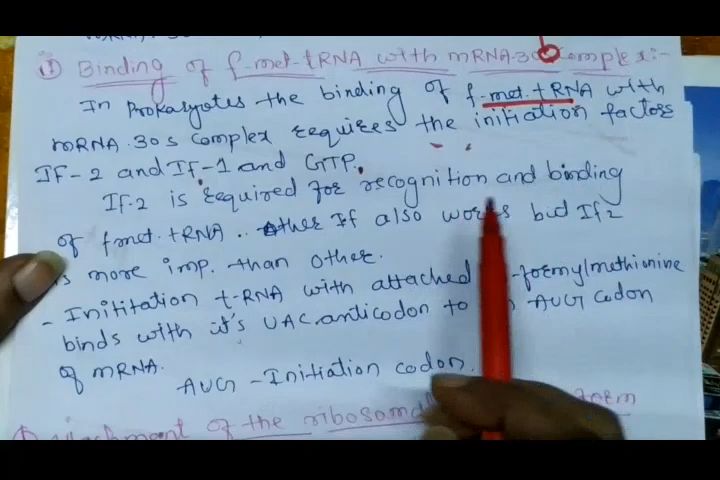 Binding of f-met-tRNA with mRNA-30S complex:-
In Prokaryotes the binding of f-met-tRNA with
mRNA.30s complex requires the initiation factors
IF-2 and IF-1 and GTP.
IF-2 is required for recognition and binding
of fmet.tRNA. other IF also works but If2
is more imp. than other.
- Inititation t-RNA with attached -formylmethionine
binds with it's UAC anticodon to AUG codon
of mRNA.
AUG - Initiation codon.
of the ribosomal